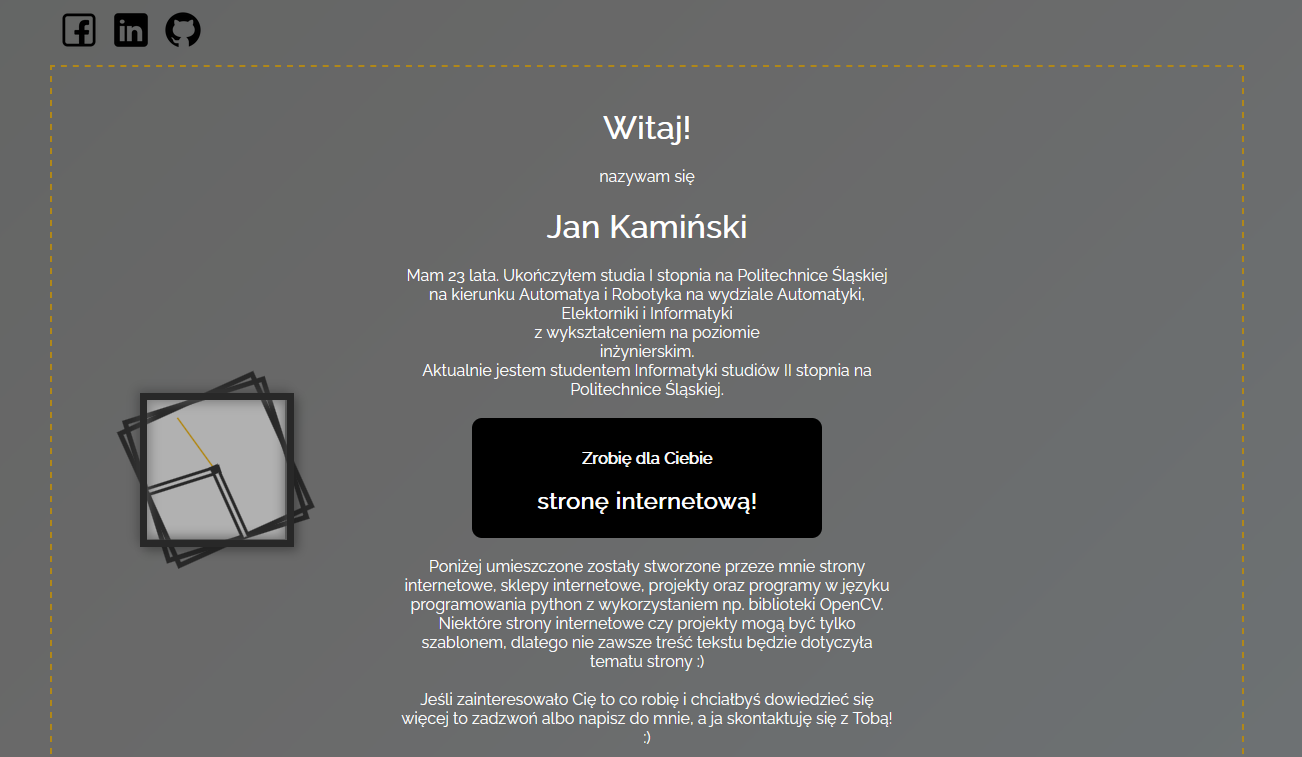 Witaj!
nazywam się
Jan Kamiński
Mam 23 lata. Ukończyłem studia I stopnia na Politechnice Śląskiej
na kierunku Automatya i Robotyka na wydziale Automatyki,
Elektorniki i Informatyki
z wykształceniem na poziomie
inżynierskim.
Aktualnie jestem studentem Informatyki studiów II stopnia na
Politechnice Śląskiej.
Zrobię dla Ciebie
stronę internetową!
Poniżej umieszczone zostały stworzone przeze mnie strony
internetowe, sklepy internetowe, projekty oraz programy w języku
programowania python z wykorzystaniem np. biblioteki OpenCV.
Niektóre strony internetowe czy projekty mogą być tylko
szablonem, dlatego nie zawsze treść tekstu będzie dotyczyła
tematu strony :)
Jeśli zainteresowało Cię to co robię i chciałbyś dowiedzieć się
więcej to zadzwoń albo napisz do mnie, a ja skontaktuję się z Tobą!
:)